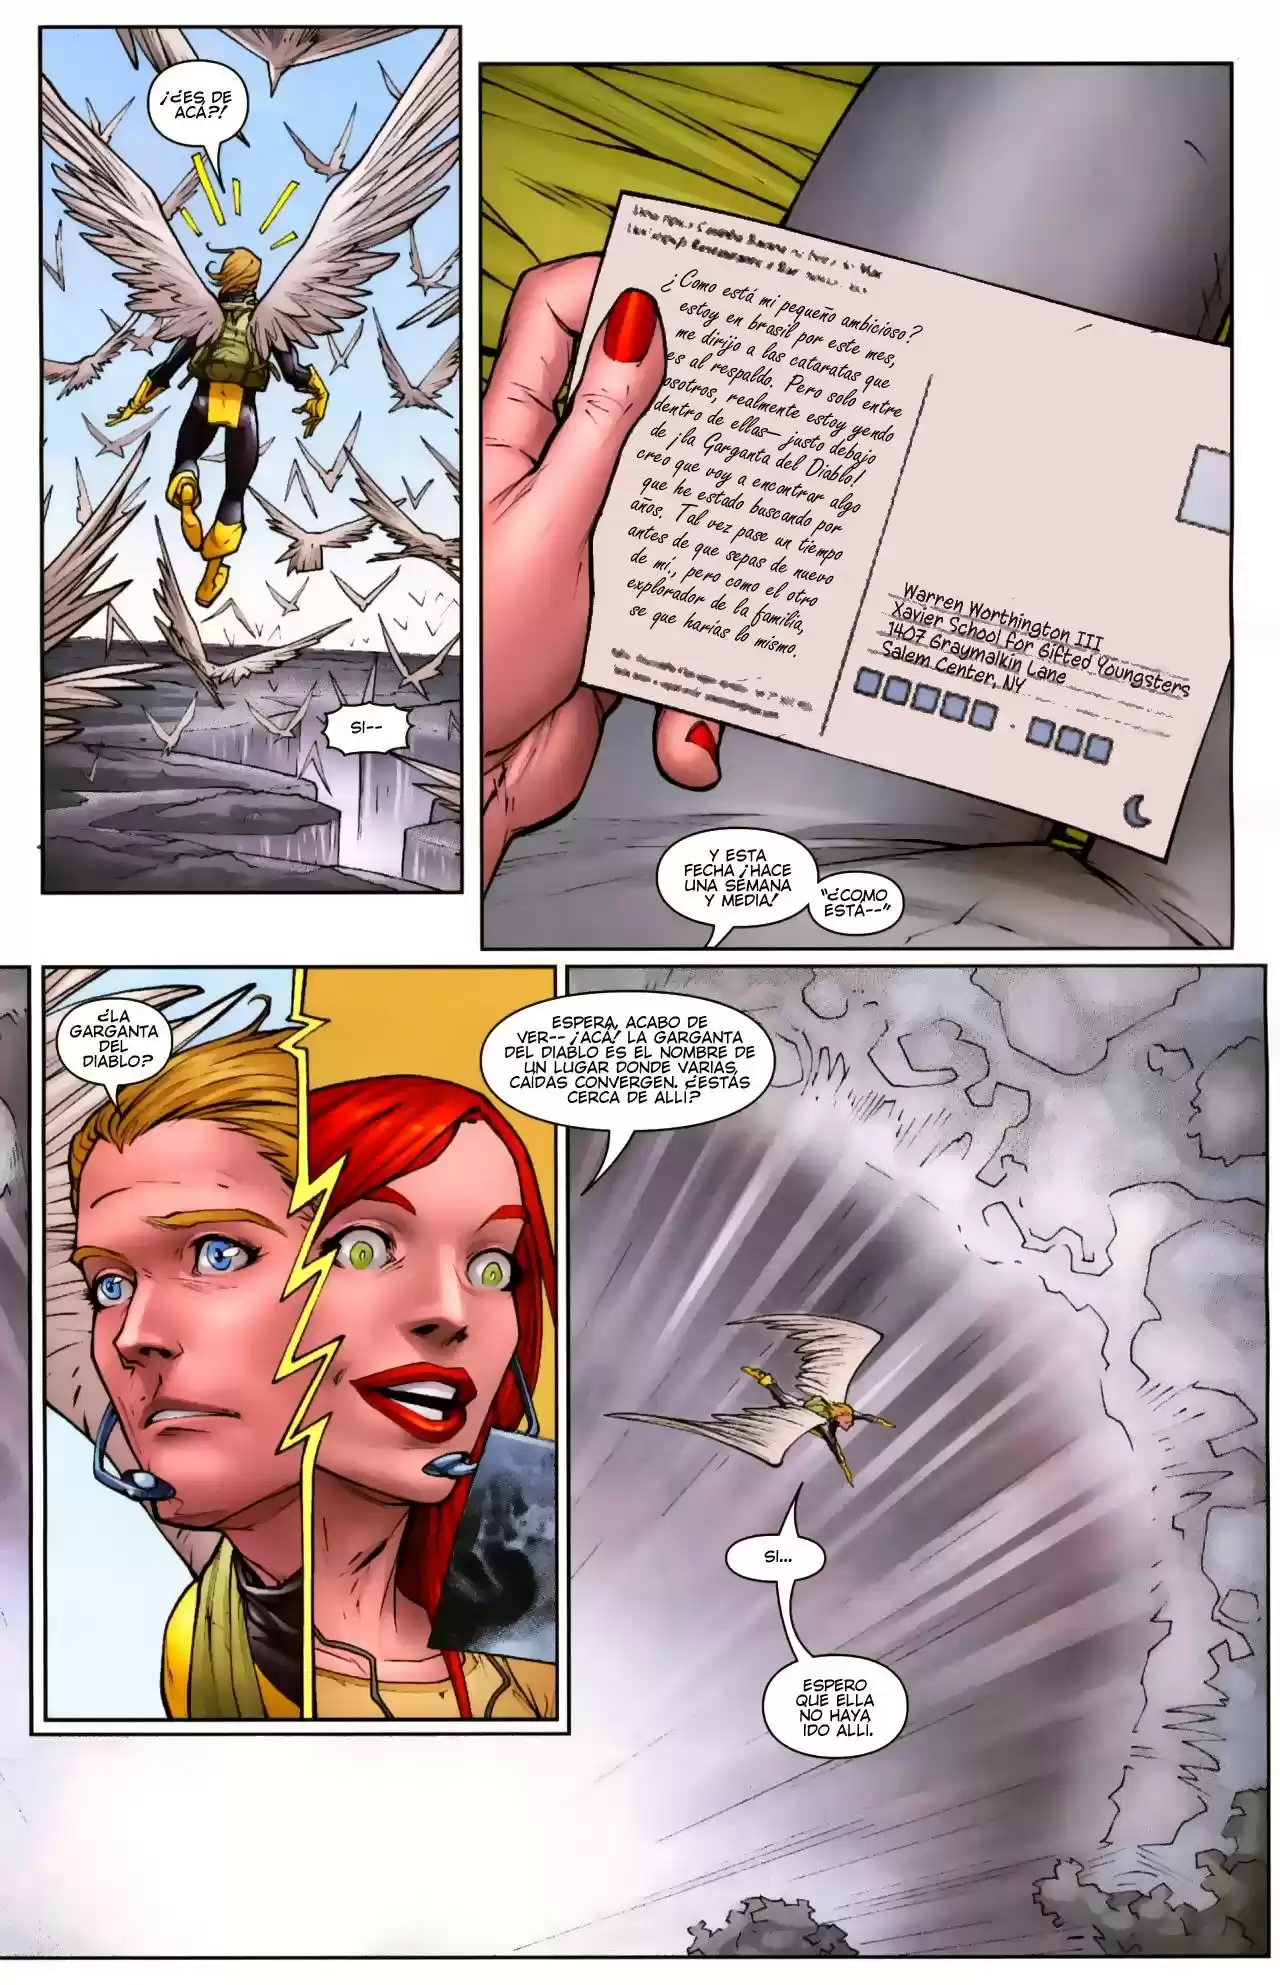 ¡¿ES DE
ACÁ?!
SI--
¿Como está mi pequeño ambicioso?
estoy en brasil por este mes,
me dirijo a las cataratas que
es al respaldo. Pero solo entre
osotros, realmente estoy yendo
dentro de ellas— justo debajo
de ¡la Garganta del Diablo!
creo que voy a encontrar algo
que he estado buscando por
años. Tal vez pase un tiempo
antes de que sepas de nuevo
de mí., pero como el otro
explorador de la familia,
se que harías lo mismo.
Warren Worthington III
Xavier School for Gifted Youngsters
1407 Graymalkin Lane
Salem Center, NY
Y ESTA
FECHA ¡HACE
UNA SEMANA
Y MEDIA!
"¿COMO
ESTÁ--"
¿LA
GARGANTA
DEL
DIABLO?
ESPERA, ACABO DE
VER-- ¡ACÁ! LA GARGANTA
DEL DIABLO ES EL NOMBRE DE
UN LUGAR DONDE VARIAS
CAÍDAS CONVERGEN. ¿ESTÁS
CERCA DE ALLÍ?
SI...
ESPERO
QUE ELLA
NO HAYA
IDO ALLI.